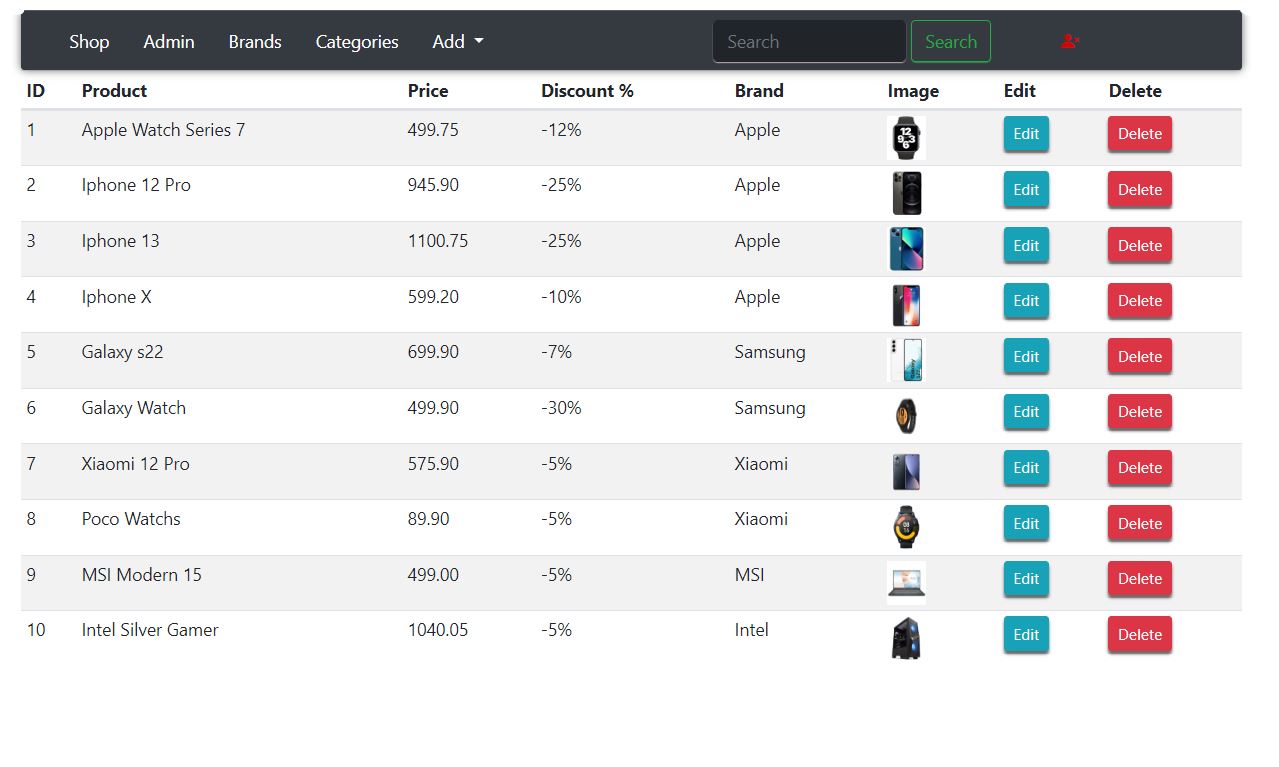 Shop Admin Brands Categories Add Search Search
ID Product Price Discount % Brand Image Edit Delete
1 Apple Watch Series 7 499.75 -12% Apple Edit Delete
2 Iphone 12 Pro 945.90 -25% Apple Edit Delete
3 Iphone 13 1100.75 -25% Apple Edit Delete
4 Iphone X 599.20 -10% Apple Edit Delete
5 Galaxy s22 699.90 -7% Samsung Edit Delete
6 Galaxy Watch 499.90 -30% Samsung Edit Delete
7 Xiaomi 12 Pro 575.90 -5% Xiaomi Edit Delete
8 Poco Watchs 89.90 -5% Xiaomi Edit Delete
9 MSI Modern 15 499.00 -5% MSI Edit Delete
10 Intel Silver Gamer 1040.05 -5% Intel Edit Delete